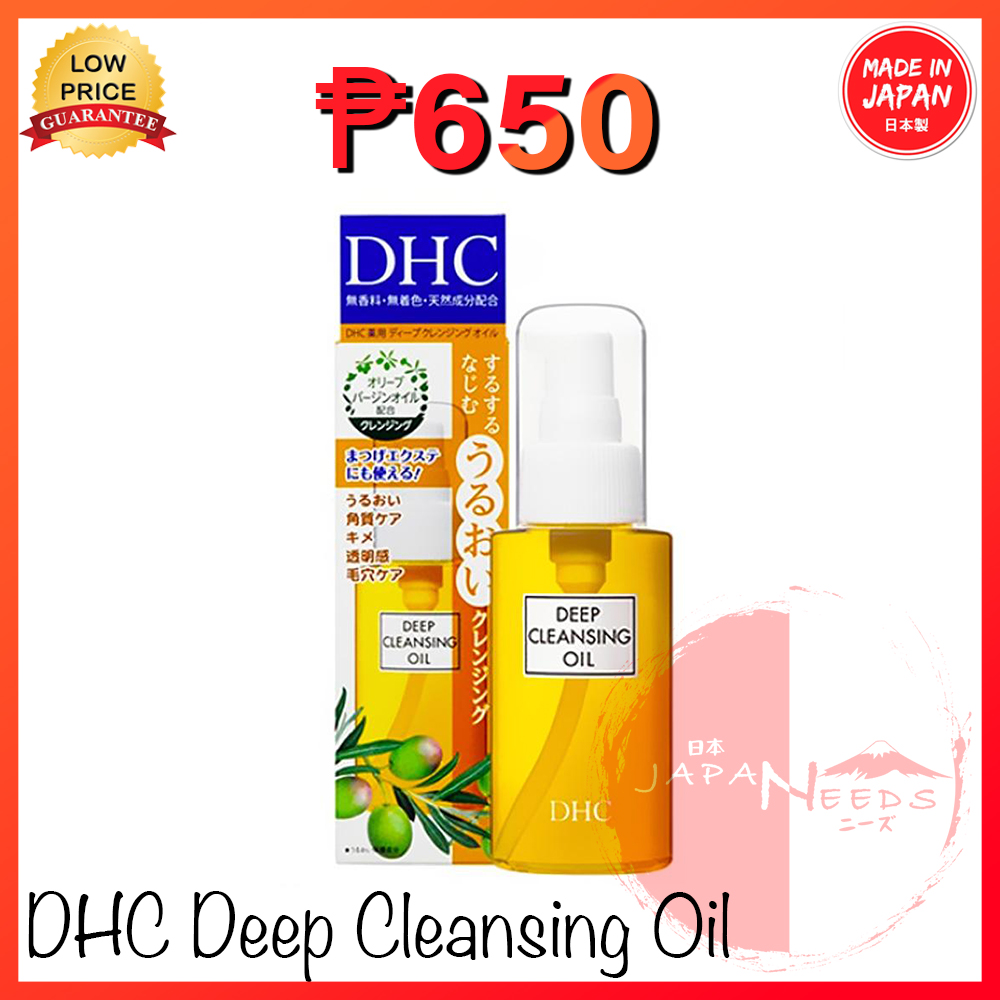 LOW
PRICE
GUARANTEE
₱650
MADE IN
JAPAN
日本製
DHC
無香料・無着色・天然成分配合
DHC薬用 ディープクレンジングオイル
オリーブ
バージンオイル
配合
クレンジング
するする
なじむ
うるおい
クレンジング
まつげエクステ
にも使える!
うるおい
角質ケア
キメ
透明感
毛穴ケア
DEEP
CLEANSING
OIL
DEEP
CLEANSING
OIL
DHC
日本
JAPANEEDS
ニーズ
DHC Deep Cleansing Oil